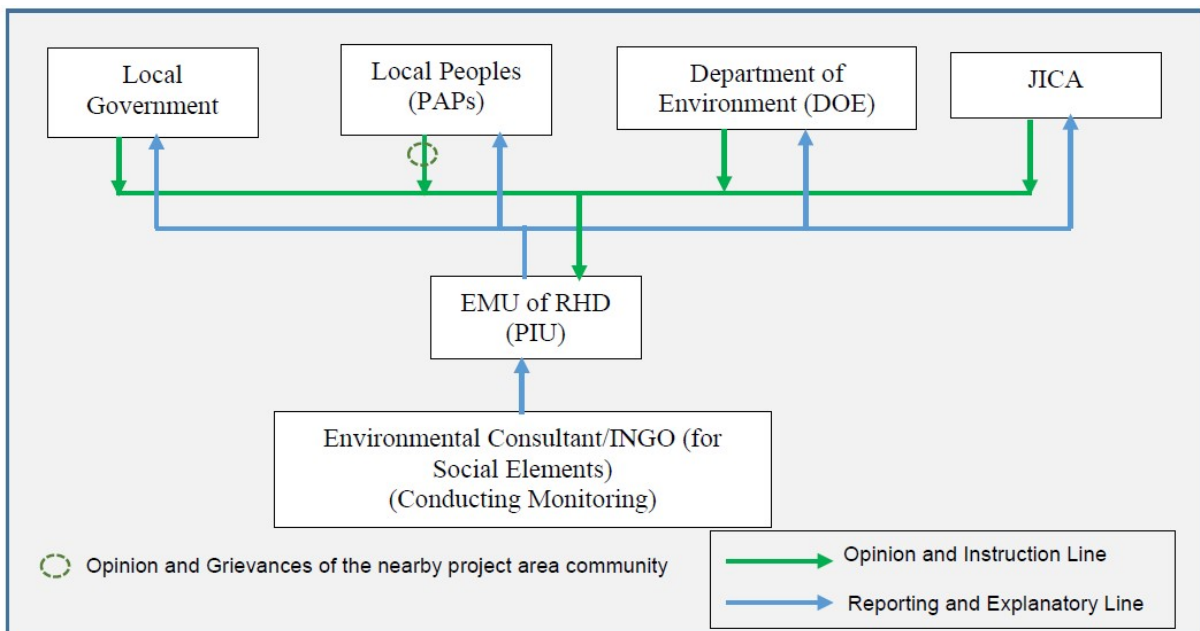 Local
Government
Local Peoples
(PAPs)
Department of
Environment (DOE)
JICA
EMU of RHD
(PIU)
Environmental Consultant/INGO (for
Social Elements)
(Conducting Monitoring)
Opinion and Grievances of the nearby project area community
Opinion and Instruction Line
Reporting and Explanatory Line